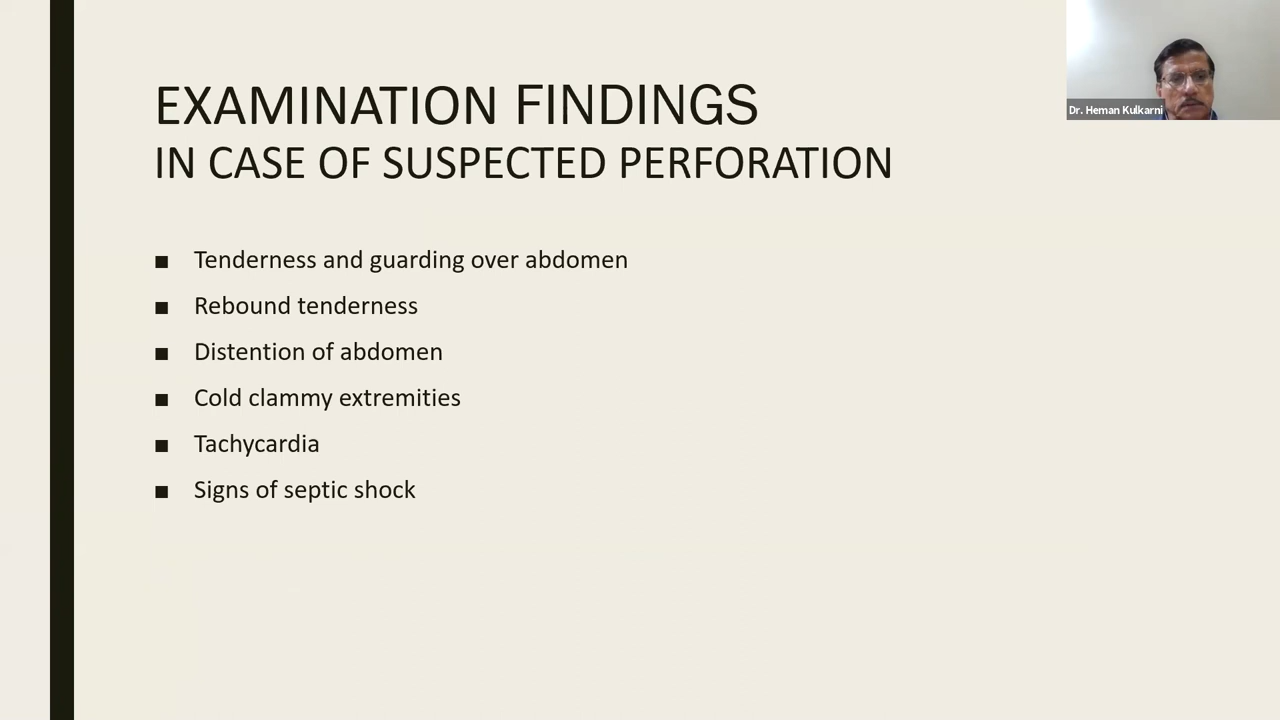 EXAMINATION FINDINGS
IN CASE OF SUSPECTED PERFORATION
Dr. Heman Kulkarni
■ Tenderness and guarding over abdomen
■ Rebound tenderness
■ Distention of abdomen
■ Cold clammy extremities
■ Tachycardia
■ Signs of septic shock